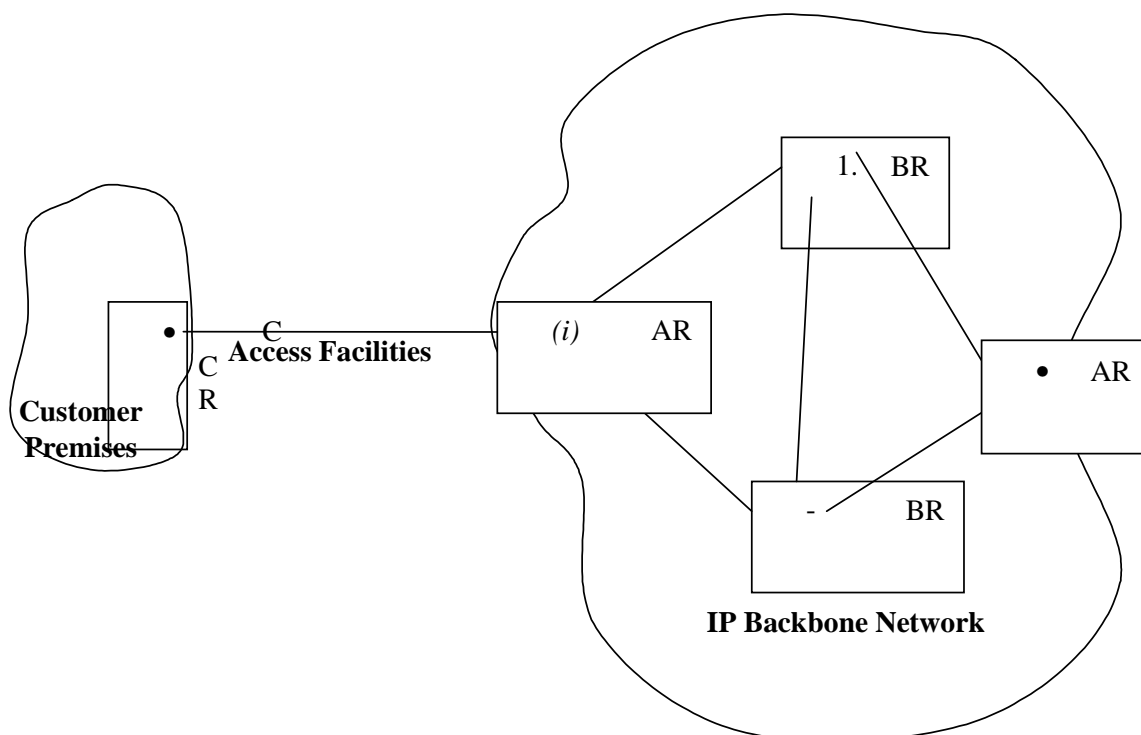 1. BR
(i) AR
• C
Access Facilities
C
R
• AR
Customer
Premises
- BR
IP Backbone Network